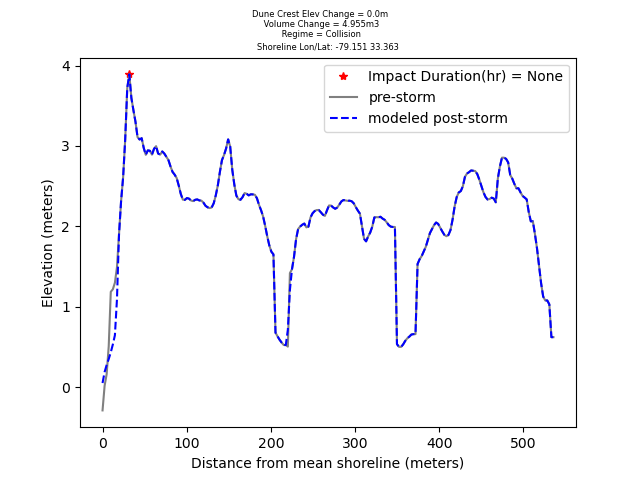 Dune Crest Elev Change = 0.0m
Volume Change = 4.955m3
Regime = Collision
Shoreline Lon/Lat: -79.151 33.363
Impact Duration(hr) = None
pre-storm
modeled post-storm
4
3
2
1
0
Elevation (meters)
0 100 200 300 400 500
Distance from mean shoreline (meters)